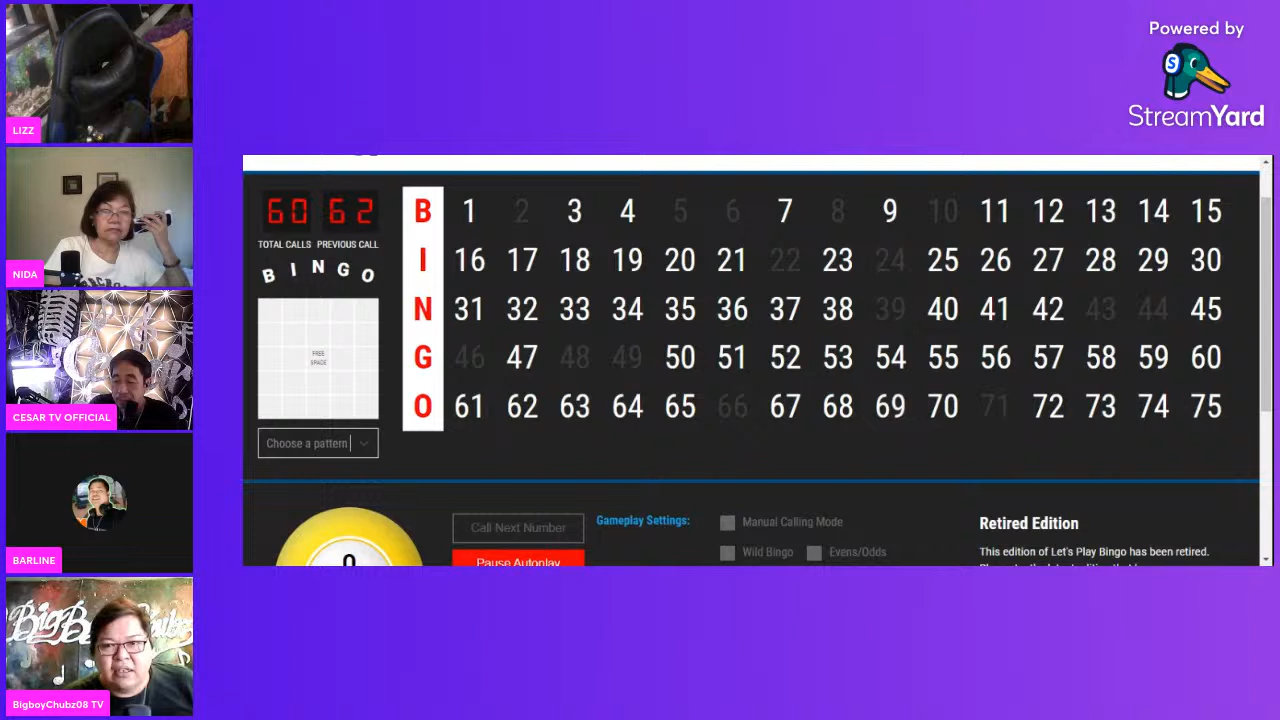 Powered by
StreamYard
LIZZ
NIDA
CESAR TV OFFICIAL
BARLINE
BigboyChubz08 TV
60 62
TOTAL CALLS PREVIOUS CALL
B I N G O
FREE
SPACE
Choose a pattern
B 1 2 3 4 5 6 7 8 9 10 11 12 13 14 15
I 16 17 18 19 20 21 22 23 24 25 26 27 28 29 30
N 31 32 33 34 35 36 37 38 39 40 41 42 43 44 45
G 46 47 48 49 50 51 52 53 54 55 56 57 58 59 60
O 61 62 63 64 65 66 67 68 69 70 71 72 73 74 75
Call Next Number
Pause Autoplay
Gameplay Settings:
Manual Calling Mode
Wild Bingo
Evens/Odds
Retired Edition
This edition of Let's Play Bingo has been retired.